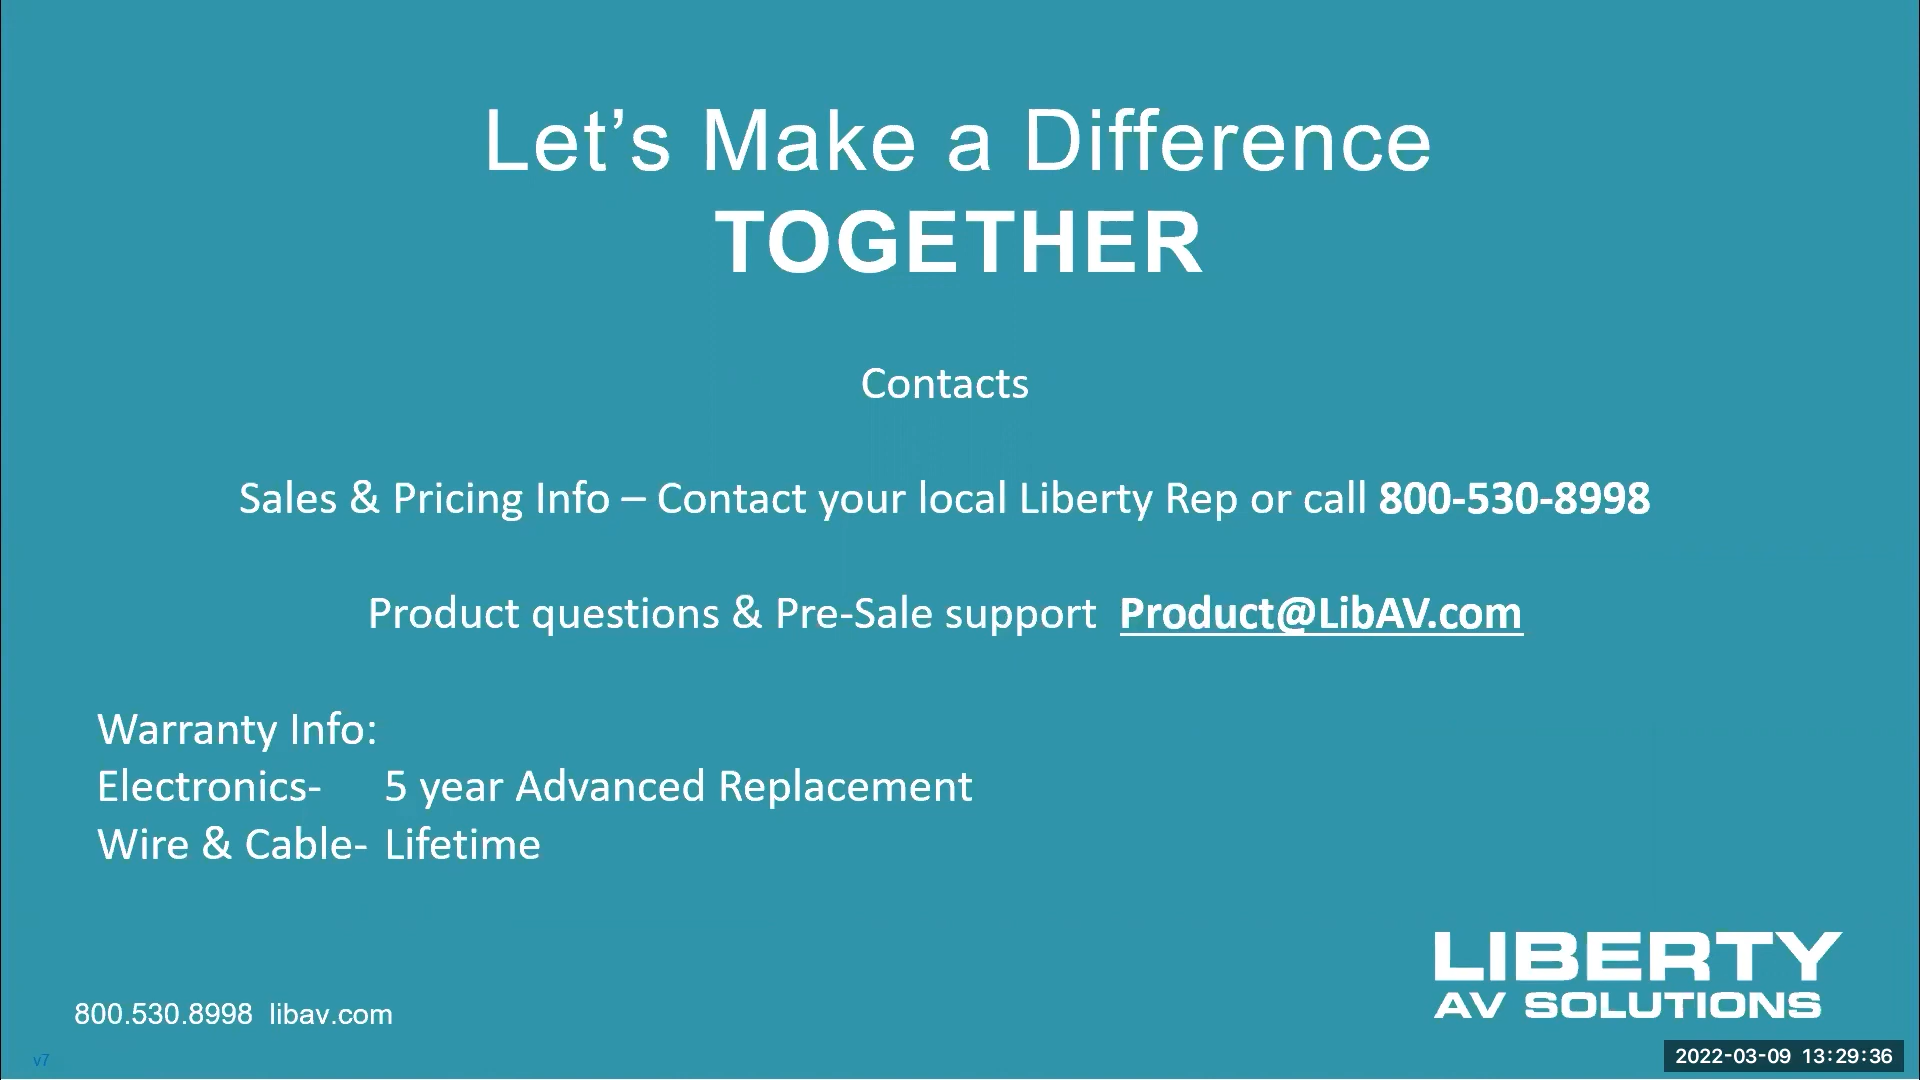 Let’s Make a Difference
TOGETHER
Contacts
Sales & Pricing Info – Contact your local Liberty Rep or call 800-530-8998
Product questions & Pre-Sale support Product@LibAV.com
Warranty Info:
Electronics- 5 year Advanced Replacement
Wire & Cable- Lifetime
LIBERTY
AV SOLUTIONS
800.530.8998 libav.com
v7
2022-03-09 13:29:36